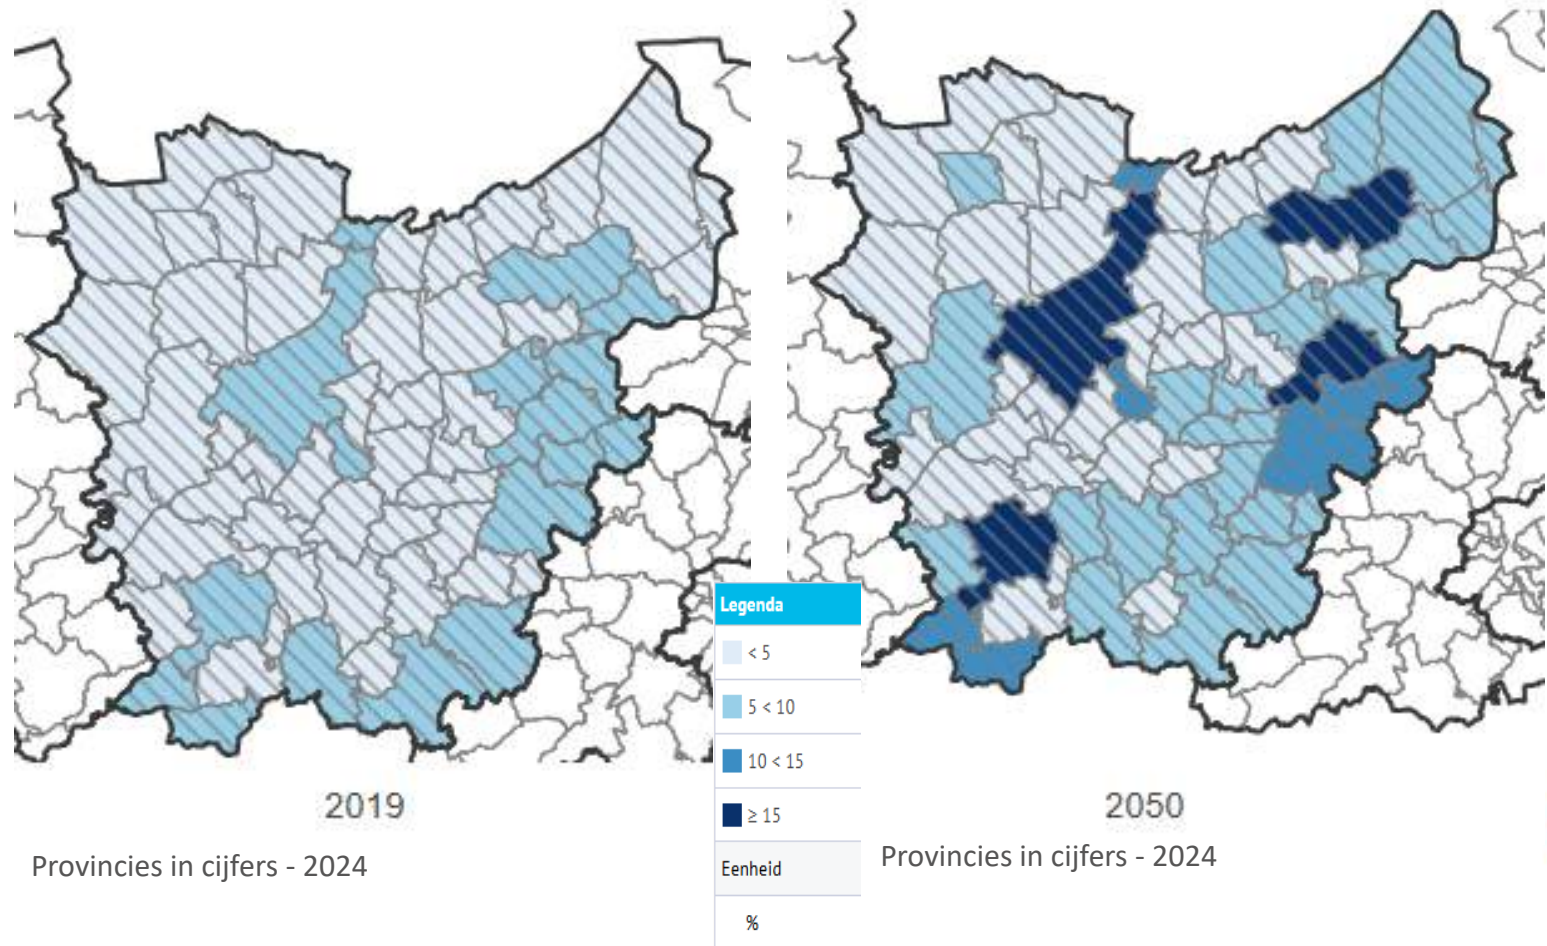 Legenda
< 5
5 < 10
10 < 15
≥ 15
Eenheid
%
2019
2050
Provincies in cijfers - 2024
Provincies in cijfers - 2024